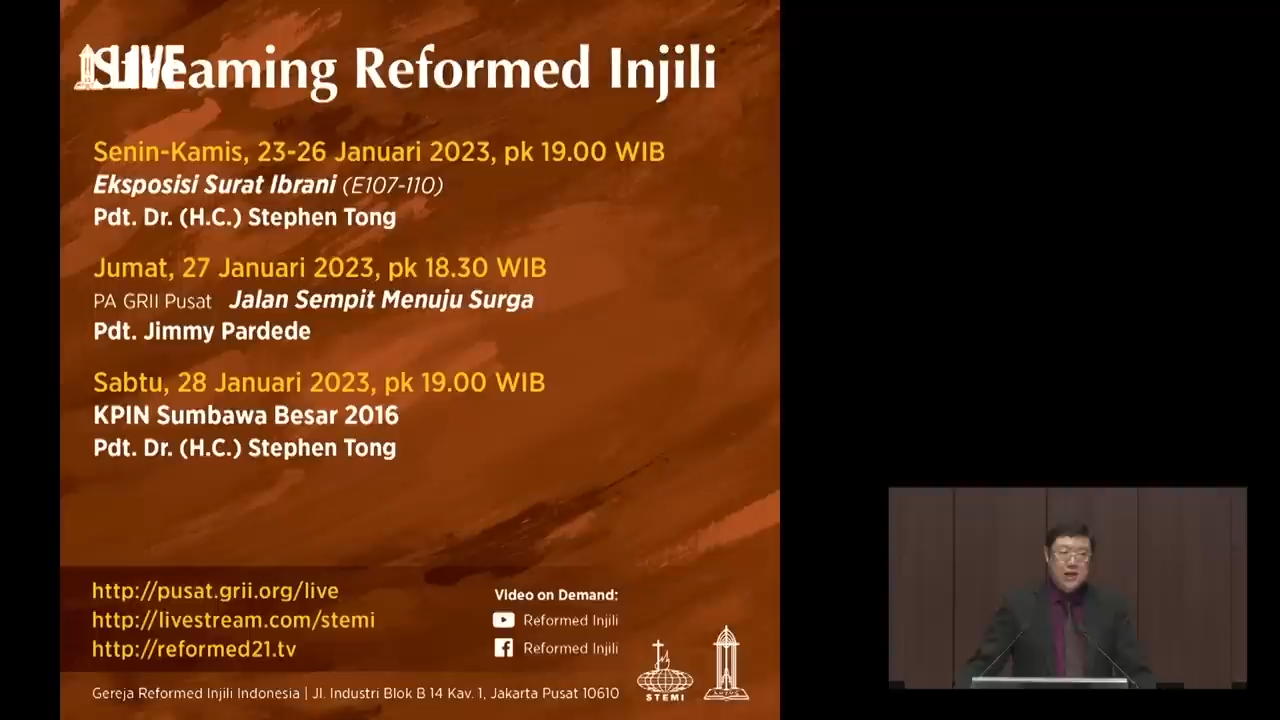 LIVE
Streaming Reformed Injili
Senin-Kamis, 23-26 Januari 2023, pk 19.00 WIB
Eksposisi Surat Ibrani (E107-110)
Pdt. Dr. (H.C.) Stephen Tong
Jumat, 27 Januari 2023, pk 18.30 WIB
PA GRII Pusat Jalan Sempit Menuju Surga
Pdt. Jimmy Pardede
Sabtu, 28 Januari 2023, pk 19.00 WIB
KPIN Sumbawa Besar 2016
Pdt. Dr. (H.C.) Stephen Tong
http://pusat.grii.org/live
http://livestream.com/stemi
http://reformed21.tv
Video on Demand:
Reformed Injili
Reformed Injili
STEMI
Gereja Reformed Injili Indonesia | Jl. Industri Blok B 14 Kav. 1, Jakarta Pusat 10610